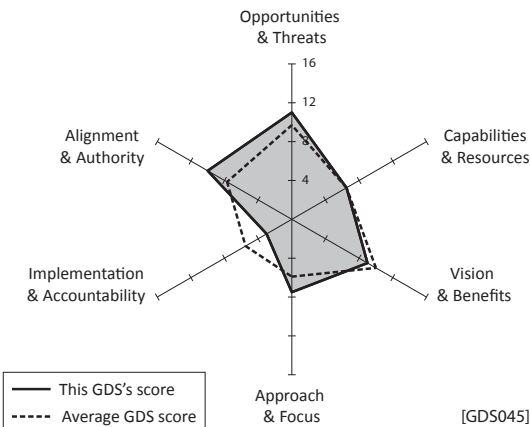 Opportunities
& Threats
16
12
8
4
Alignment
& Authority
Capabilities
& Resources
Implementation
& Accountability
Vision
& Benefits
Approach
& Focus
This GDS's score
Average GDS score
[GDS045]